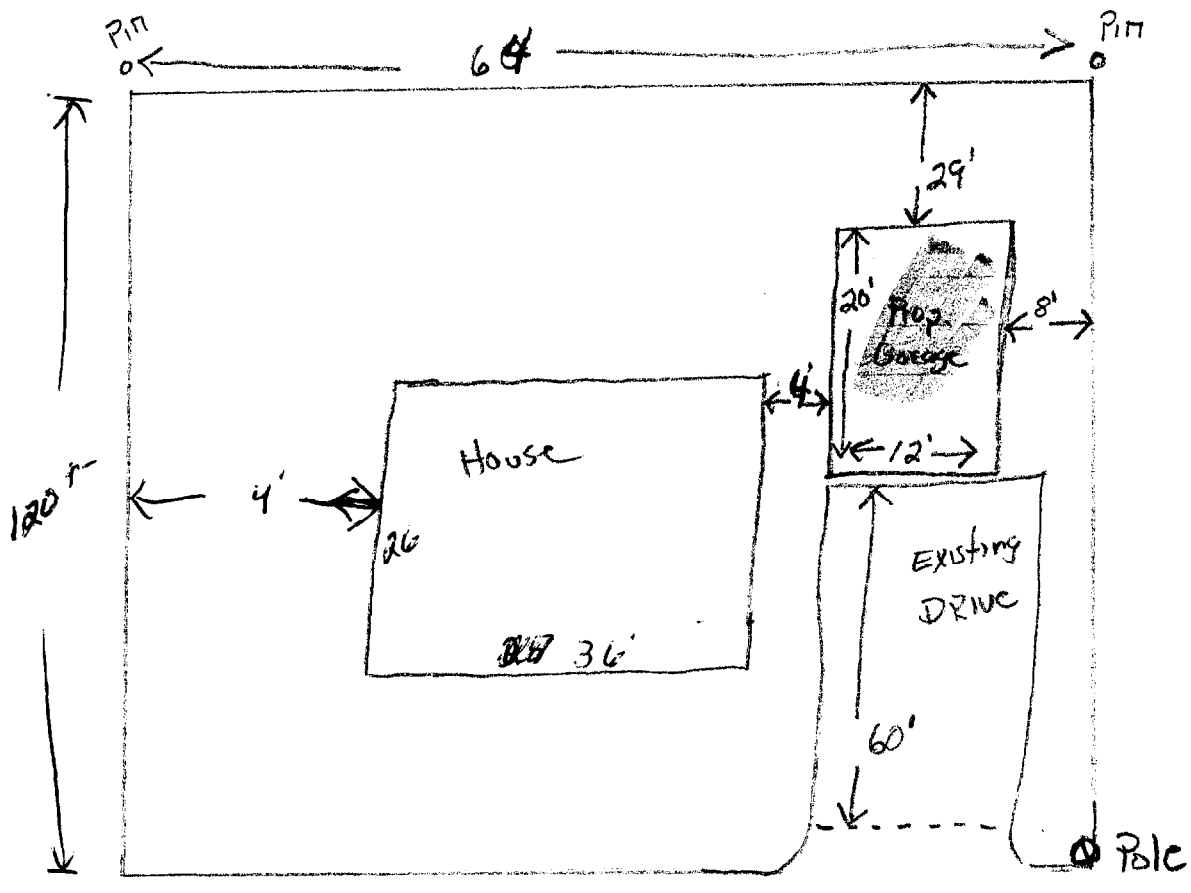 Pin
64
Pin
29'
20'
Prop.
Garage
8'
4'
12'
House
120'
4'
26
36'
Existing
DRIVE
60'
Pole